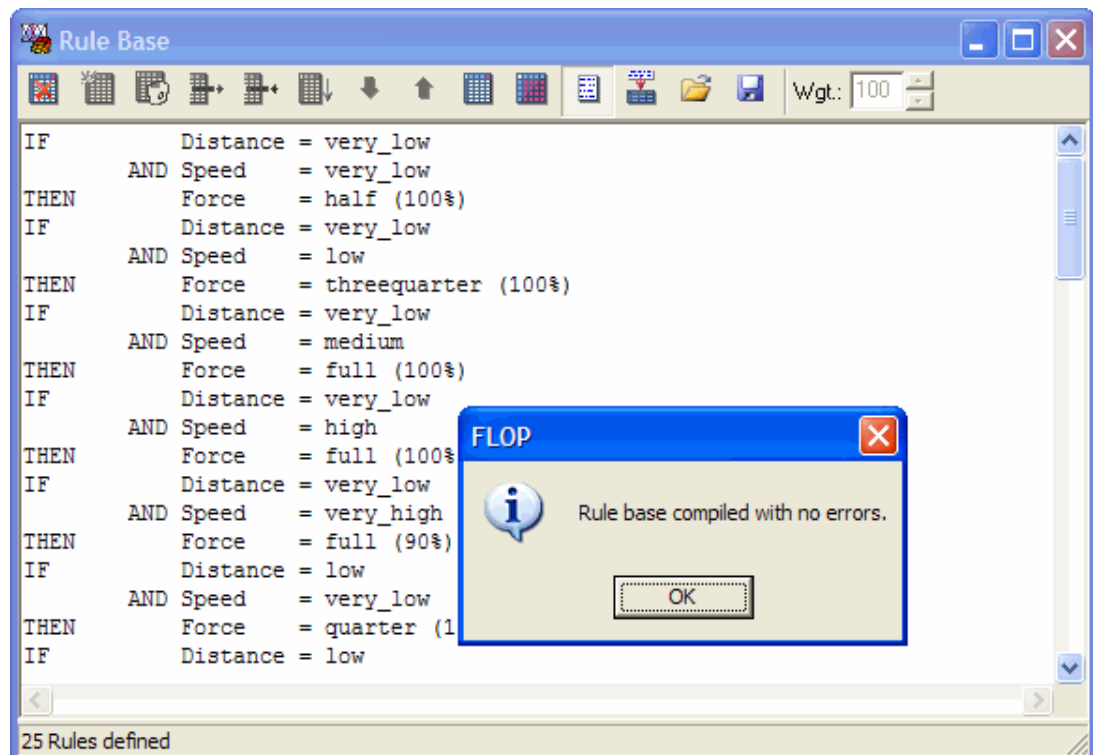 Rule Base
Wgt.: 100
IF Distance = very_low
AND Speed = very_low
THEN Force = half (100%)
IF Distance = very_low
AND Speed = low
THEN Force = threequarter (100%)
IF Distance = very_low
AND Speed = medium
THEN Force = full (100%)
IF Distance = very_low
AND Speed = high
THEN Force = full (100%
IF Distance = very_low
AND Speed = very_high
THEN Force = full (90%)
IF Distance = low
AND Speed = very_low
THEN Force = quarter (1
IF Distance = low
FLOP
Rule base compiled with no errors.
OK
25 Rules defined